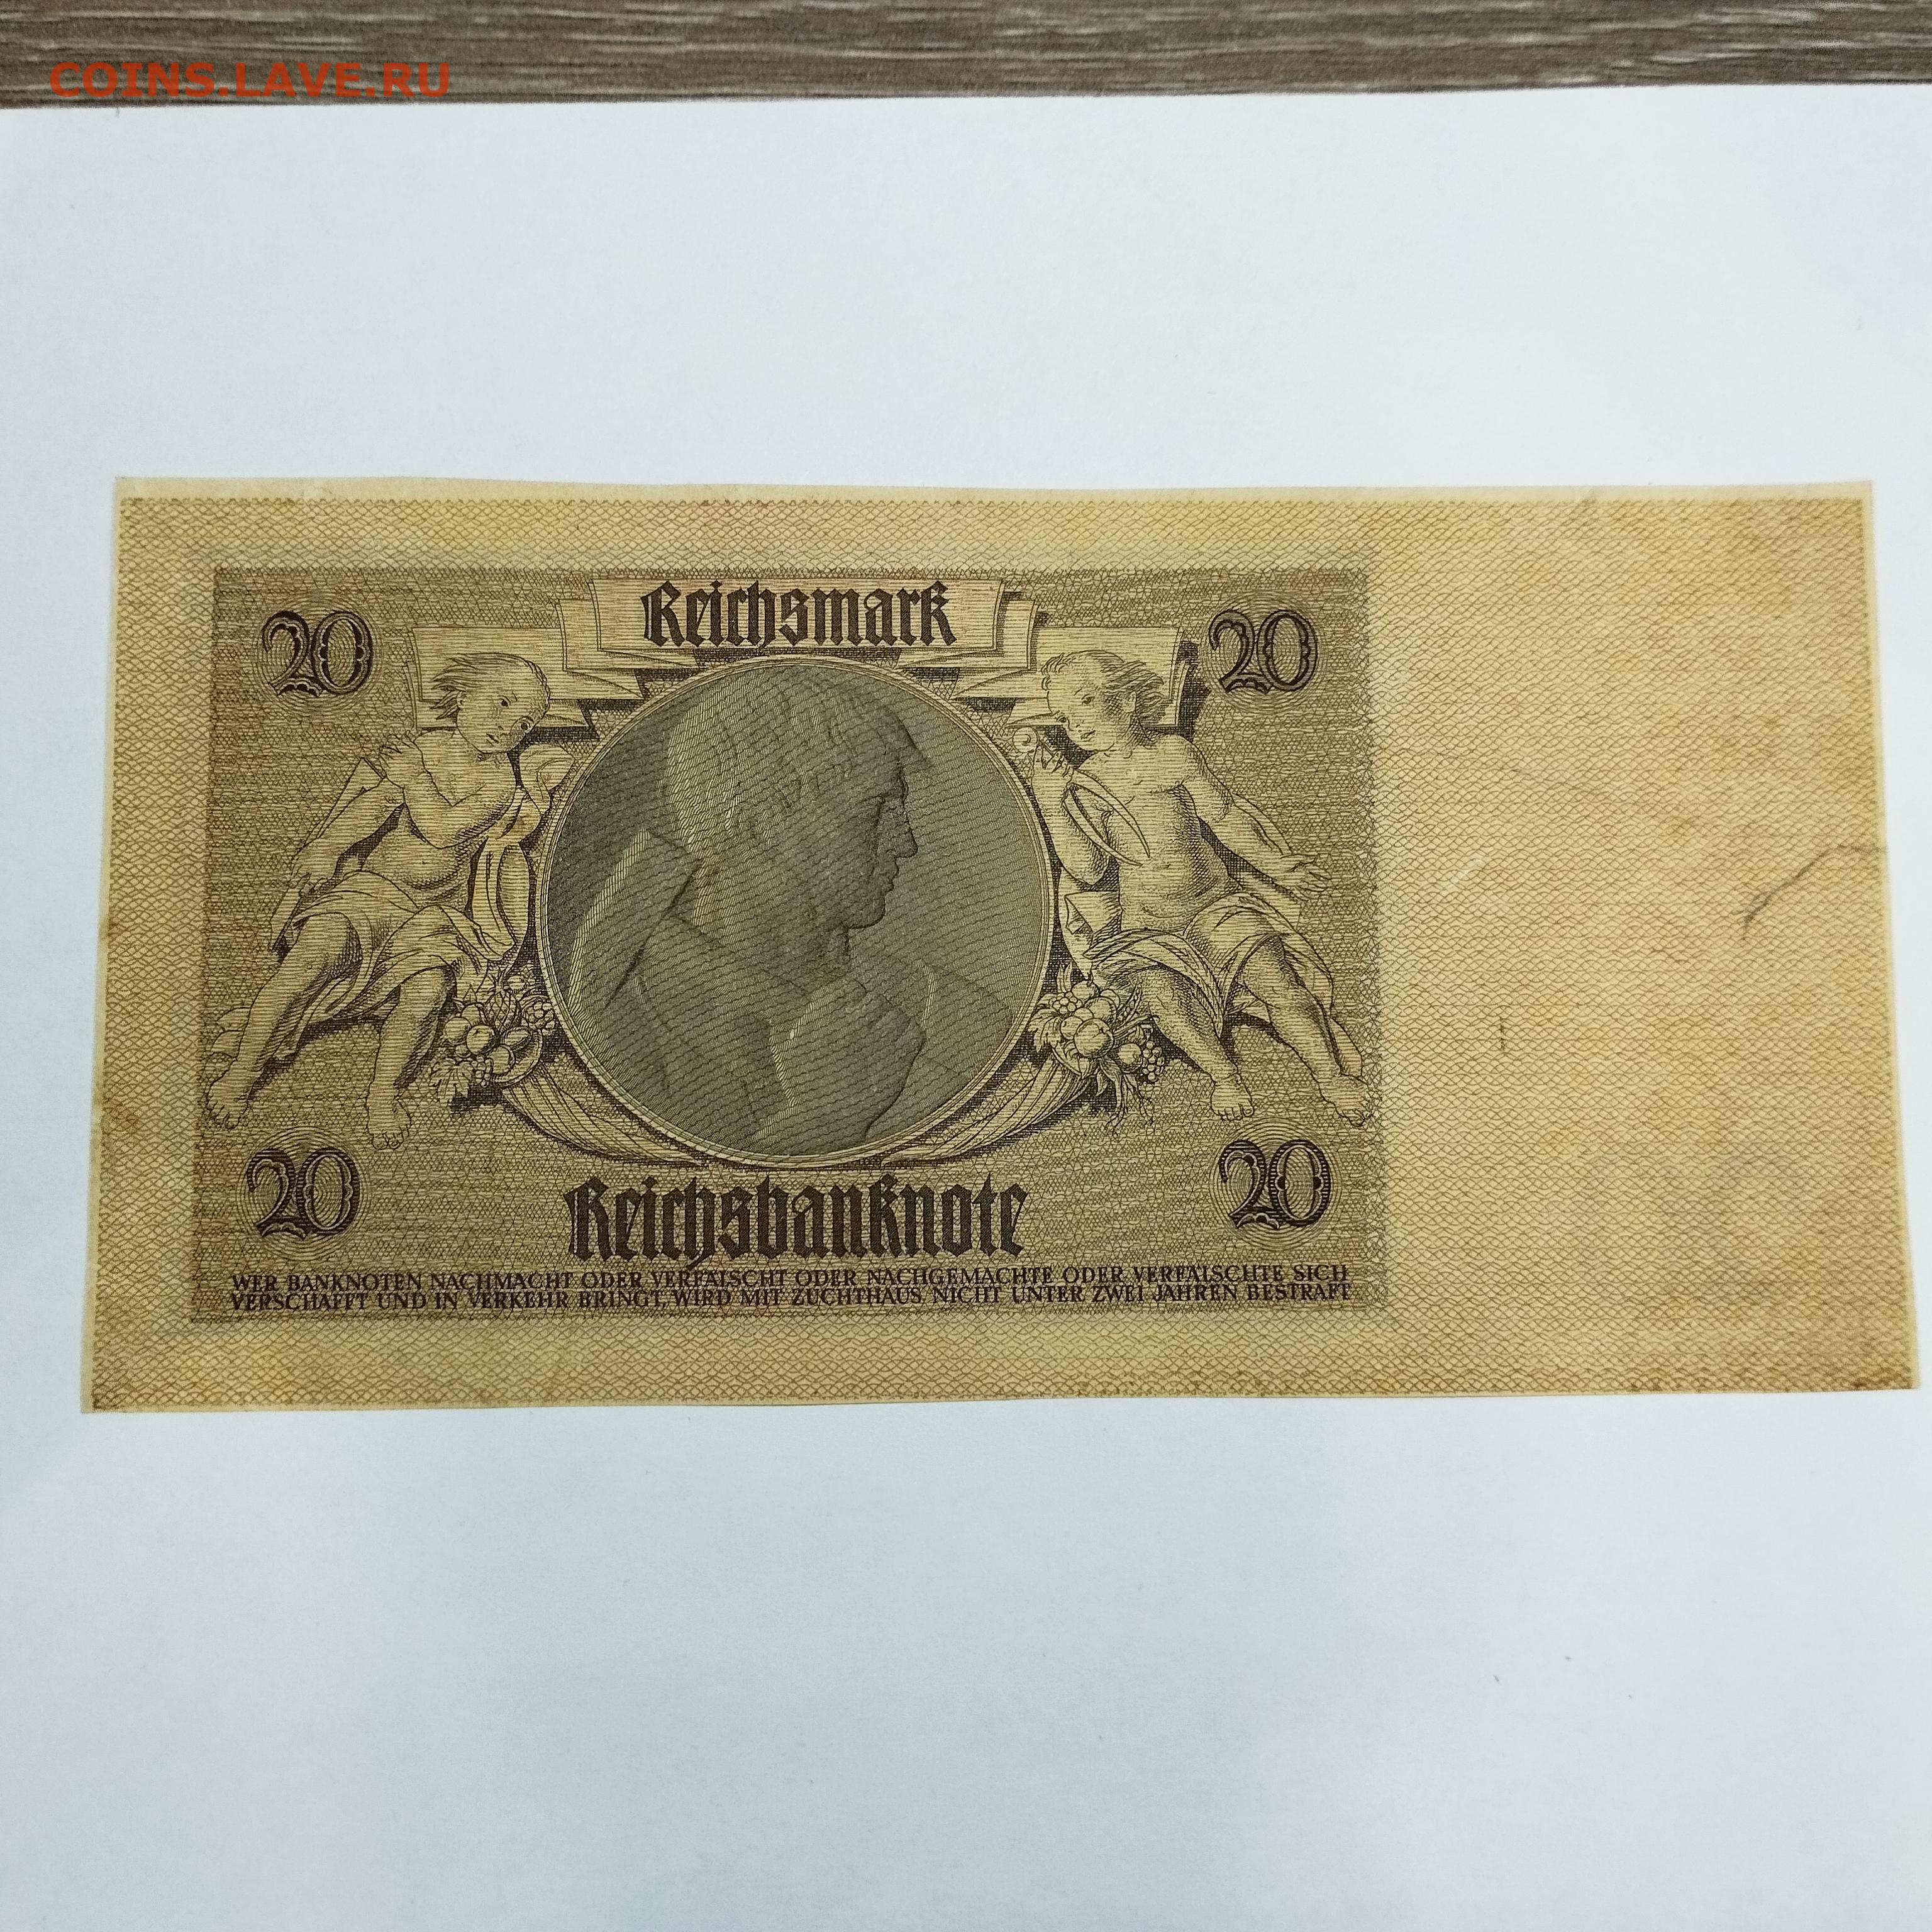 COINS.LAVE.RU
Reichsmark
20 20
20 20
Reichsbanknote
WER BANKNOTEN NACHMACHT ODER VERFÄLSCHT ODER NACHGEMACHTE ODER VERFÄLSCHTE SICH
VERSCHAFFT UND IN VERKEHR BRINGT, WIRD MIT ZUCHTHAUS NICHT UNTER ZWEI JAHREN BESTRAFT